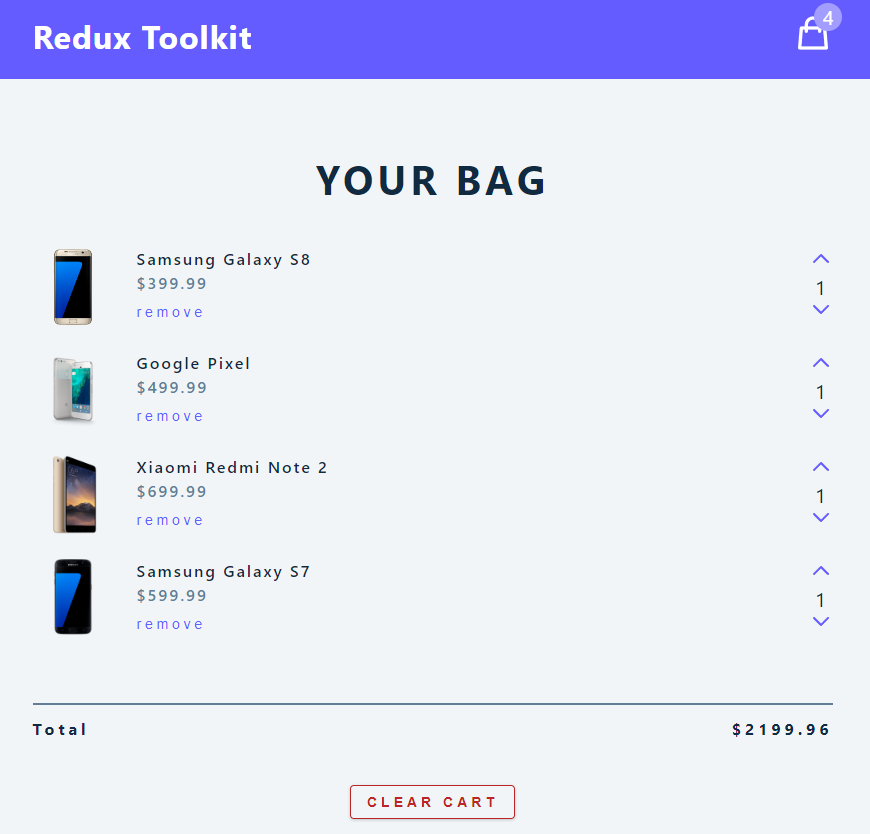 Redux Toolkit
4
YOUR BAG
Samsung Galaxy S8
$399.99
remove
1
Google Pixel
$499.99
remove
1
Xiaomi Redmi Note 2
$699.99
remove
1
Samsung Galaxy S7
$599.99
remove
1
Total $2199.96
CLEAR CART